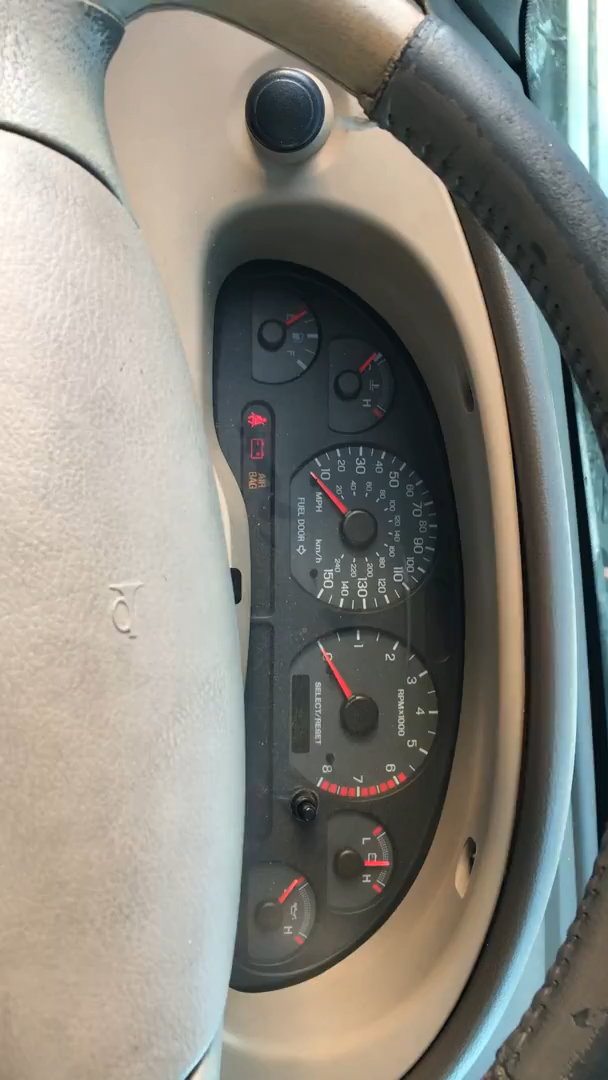 F
H
AIR
BAG
10 20 30 40 50 60 70 80 90 100 110 120 130 140 150
20 40 60 80 100 120 140 160 180 200 220 240
MPH
km/h
FUEL DOOR
0 1 2 3 4 5 6 7 8
RPMx1000
SELECT/RESET
L H
H